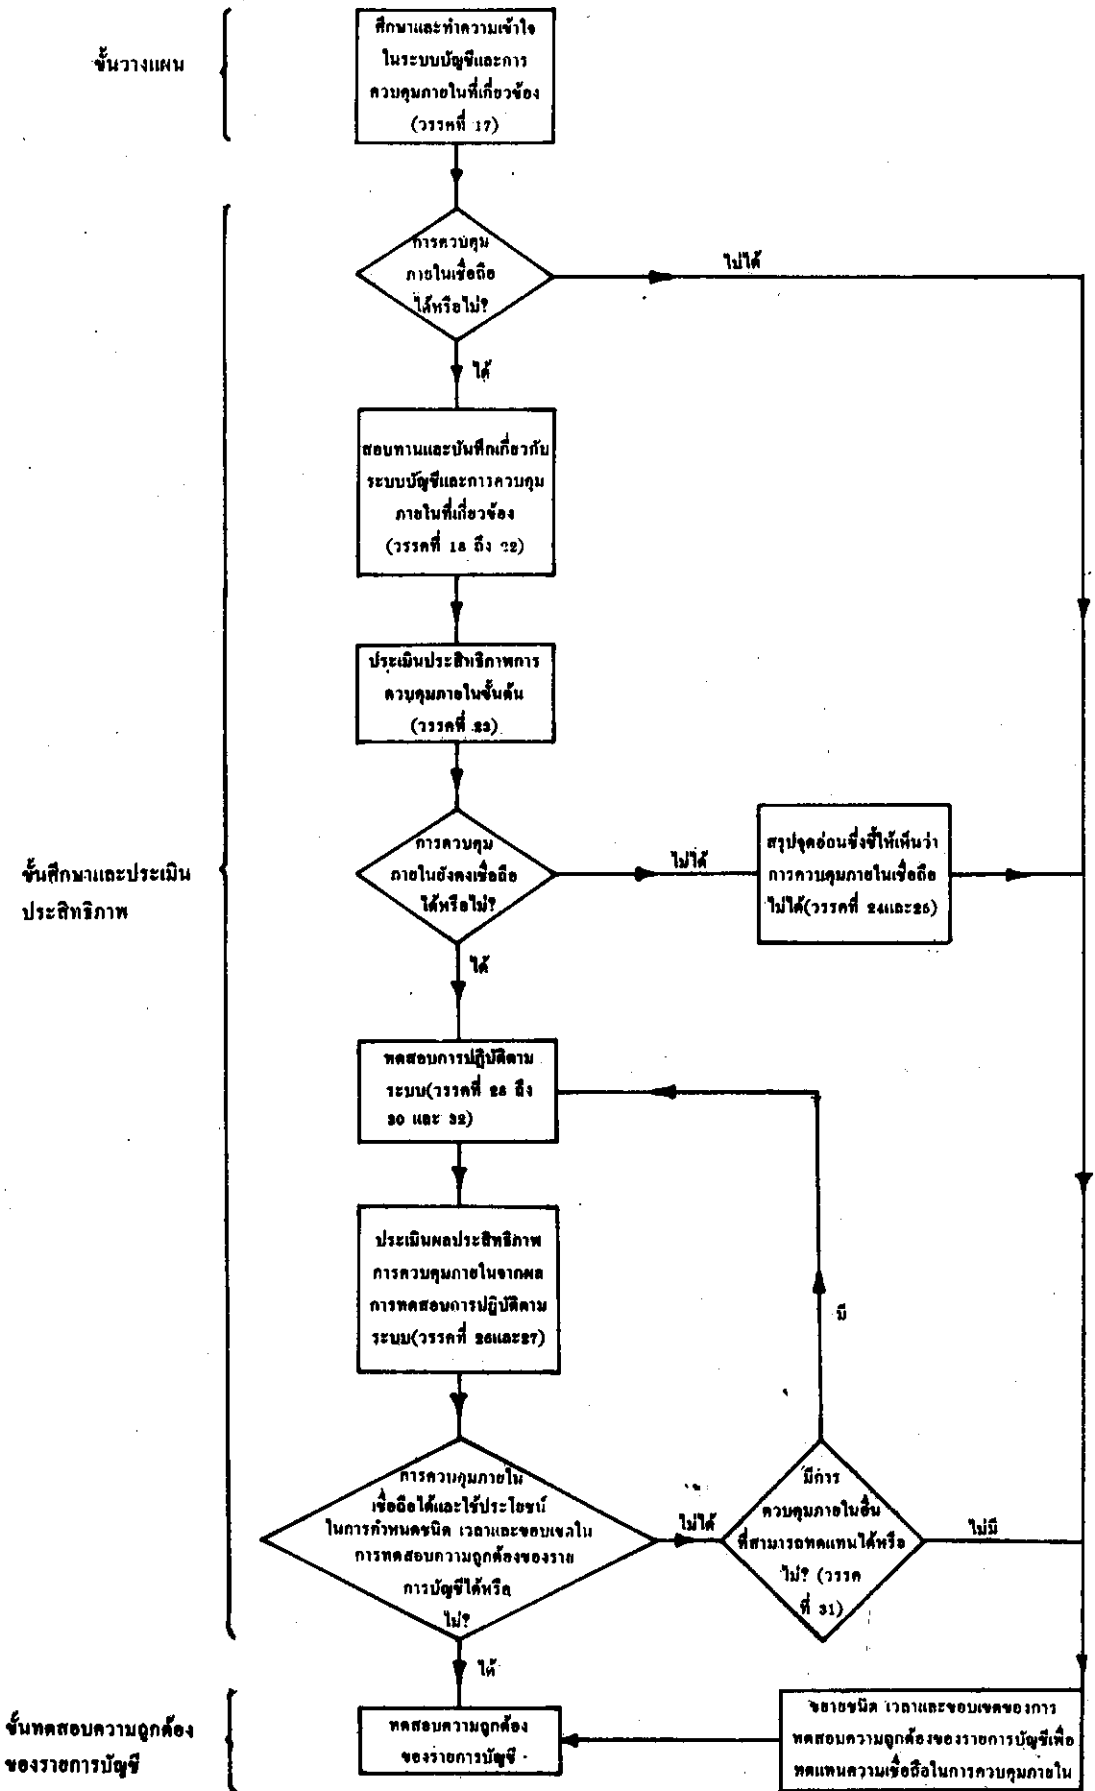 ขั้นวางแผน
ศึกษาและทำความเข้าใจ
ในระบบบัญชีและการ
ควบคุมภายในที่เกี่ยวข้อง
(วรรคที่ 17)
การควบคุม
ภายในเชื่อถือ
ได้หรือไม่?
ไม่ได้
ได้
สอบทานและบันทึกเกี่ยวกับ
ระบบบัญชีและการควบคุม
ภายในที่เกี่ยวข้อง
(วรรคที่ 18 ถึง 22)
ประเมินประสิทธิภาพการ
ควบคุมภายในขั้นต้น
(วรรคที่ 23)
ขั้นศึกษาและประเมิน
ประสิทธิภาพ
การควบคุม
ภายในยังคงเชื่อถือ
ได้หรือไม่?
ไม่ได้
สรุปจุดอ่อนซึ่งชี้ให้เห็นว่า
การควบคุมภายในเชื่อถือ
ไม่ได้(วรรคที่ 24และ25)
ได้
ทดสอบการปฏิบัติตาม
ระบบ(วรรคที่ 28 ถึง
30 และ 32)
ประเมินผลประสิทธิภาพ
การควบคุมภายในจากผล
การทดสอบการปฏิบัติตาม
ระบบ(วรรคที่ 26และ27)
มี
การควบคุมภายใน
เชื่อถือได้และใช้ประโยชน์
ในการกำหนดชนิด เวลาและขอบเขตใน
การทดสอบความถูกต้องของราย
การบัญชีได้หรือ
ไม่?
ไม่ได้
มีการ
ควบคุมภายในอื่น
ที่สามารถทดแทนได้หรือ
ไม่? (วรรค
ที่ 31)
ไม่มี
ได้
ขั้นทดสอบความถูกต้อง
ของรายการบัญชี
ทดสอบความถูกต้อง
ของรายการบัญชี
ขยายชนิด เวลาและขอบเขตของการ
ทดสอบความถูกต้องของรายการบัญชีเพื่อ
ทดแทนความเชื่อถือในการควบคุมภายใน